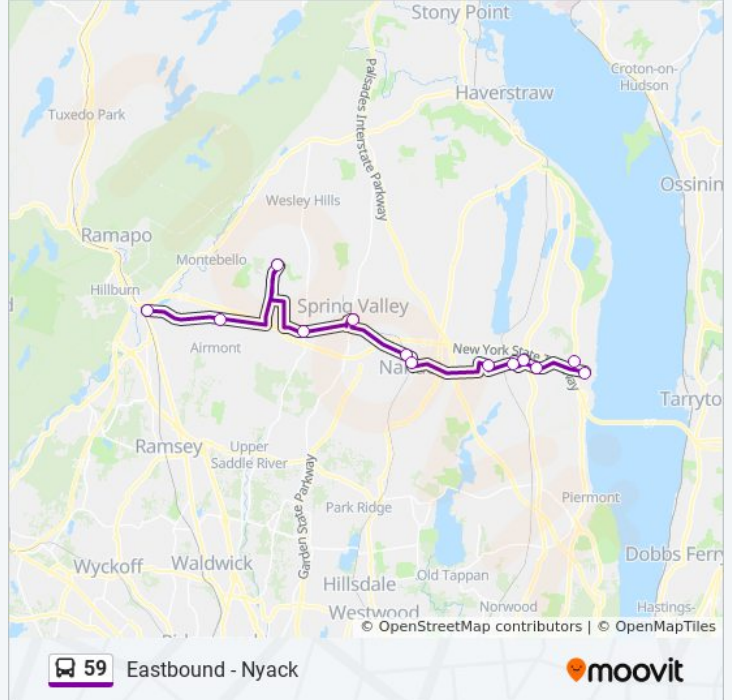 Stony Point
Croton-on-
Hudson
Haverstraw
Tuxedo Park
Palisades Interstate Parkway
Ossinin
Wesley Hills
Ramapo
Montebello
Hillburn
Spring Valley
New York State
Airmont
Tarryto
Ramsey
Upper
Saddle River
Garden State Parkway
Park Ridge
Piermont
Wyckoff
Waldwick
Dobbs Ferry
Old Tappan
Hillsdale
Norwood
Hastings-
Westwood
© OpenStreetMap contributors | © OpenMapTiles
59 Eastbound - Nyack
moovit